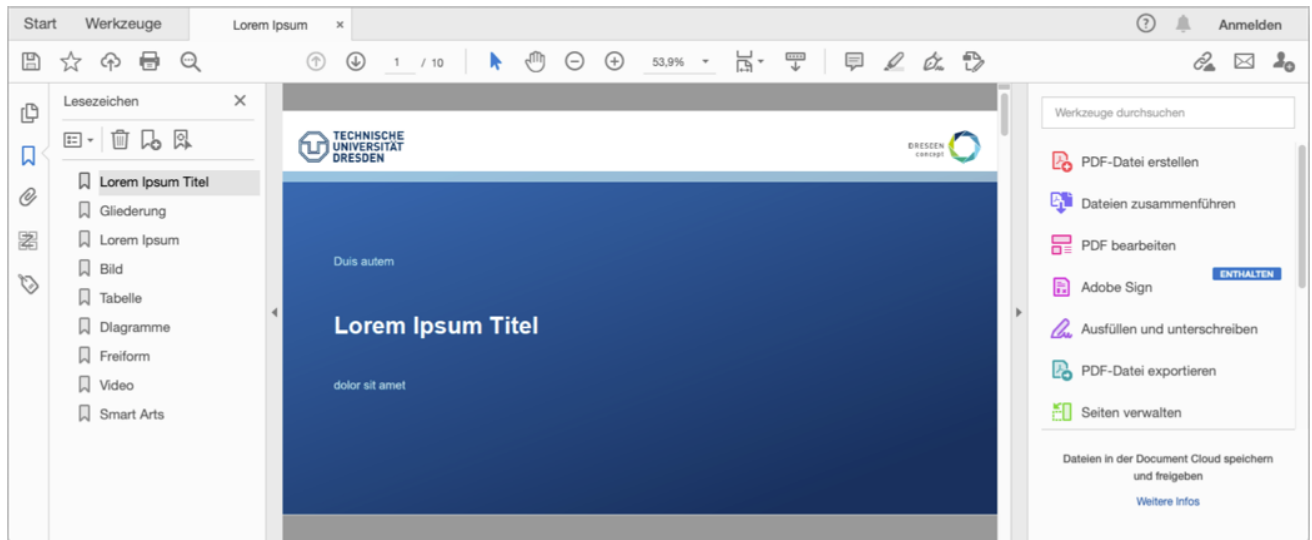 Start Werkzeuge Lorem Ipsum × ? Anmelden
1 / 10 53,9%
Lesezeichen ×
Lorem Ipsum Titel
Gliederung
Lorem Ipsum
Bild
Tabelle
DIagramme
Freiform
Video
Smart Arts
TECHNISCHE
UNIVERSITÄT
DRESDEN
DRESDEN
concept
Duis autem
Lorem Ipsum Titel
dolor sit amet
Werkzeuge durchsuchen
PDF-Datei erstellen
Dateien zusammenführen
PDF bearbeiten
ENTHALTEN
Adobe Sign
Ausfüllen und unterschreiben
PDF-Datei exportieren
Seiten verwalten
Dateien in der Document Cloud speichern
und freigeben
Weitere Infos